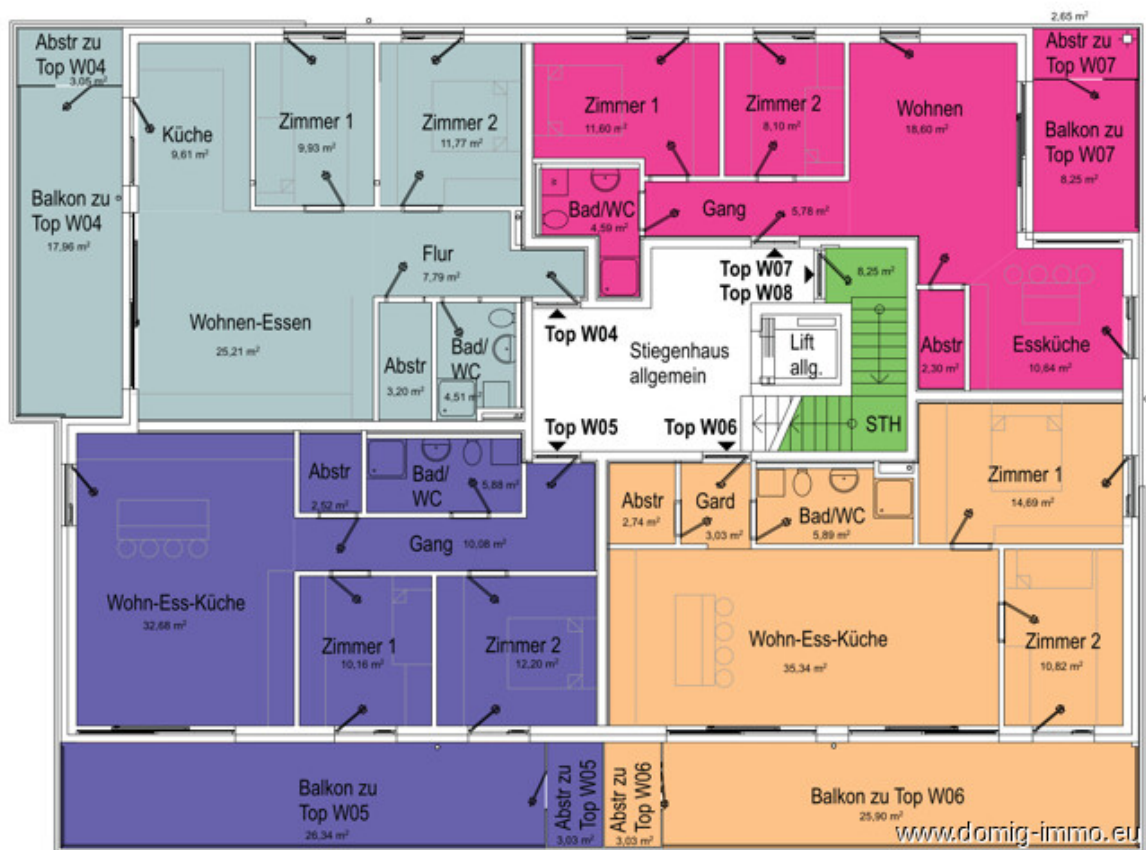 2,65 m²
Abstr zu
Top W04
3,05 m²
Küche
9,61 m²
Zimmer 1
9,93 m²
Zimmer 2
11,77 m²
Zimmer 1
11,60 m²
Zimmer 2
8,10 m²
Wohnen
18,60 m²
Abstr zu
Top W07
Balkon zu
Top W07
8,25 m²
Balkon zu
Top W04
17,96 m²
Bad/WC
4,59 m²
Gang
5,78 m²
Flur
7,79 m²
Top W07
Top W08
8,25 m²
Wohnen-Essen
25,21 m²
Abstr
3,20 m²
Bad/
WC
4,51 m²
Top W04
Stiegenhaus
allgemein
Lift
allg.
Abstr
2,30 m²
Essküche
10,64 m²
Top W05
Top W06
STH
Abstr
2,52 m²
Bad/
WC
5,88 m²
Gang
10,08 m²
Abstr
2,74 m²
Gard
3,03 m²
Bad/WC
5,89 m²
Zimmer 1
14,69 m²
Wohn-Ess-Küche
32,68 m²
Zimmer 1
10,16 m²
Zimmer 2
12,20 m²
Wohn-Ess-Küche
35,34 m²
Zimmer 2
10,82 m²
Balkon zu
Top W05
26,34 m²
Abstr zu
Top W05
3,03 m²
Abstr zu
Top W06
3,03 m²
Balkon zu Top W06
25,90 m²
www.domig-immo.eu